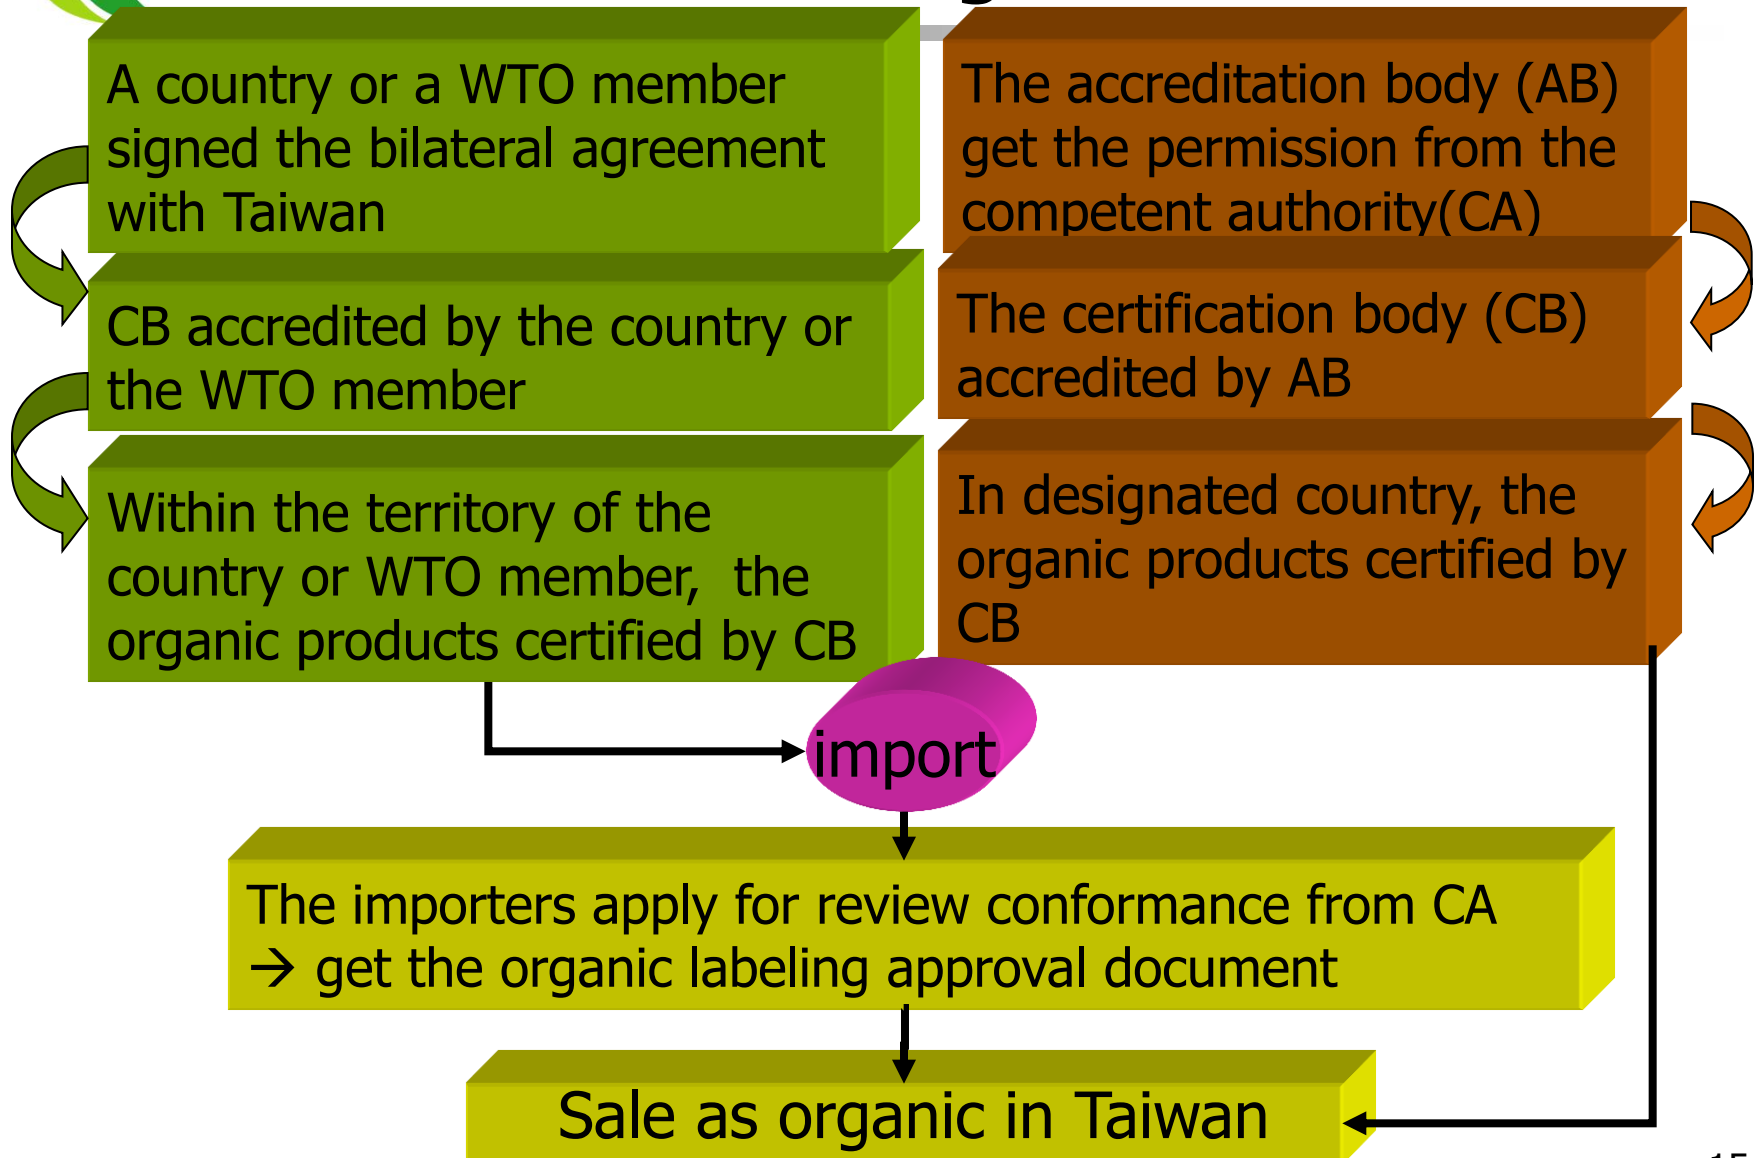 A country or a WTO member
signed the bilateral agreement
with Taiwan
CB accredited by the country or
the WTO member
Within the territory of the
country or WTO member,  the
organic products certified by CB
The accreditation body (AB)
get the permission from the
competent authority(CA)
The certification body (CB)
accredited by AB
In designated country, the
organic products certified by
CB
import
The importers apply for review conformance from CA
→ get the organic labeling approval document
Sale as organic in Taiwan